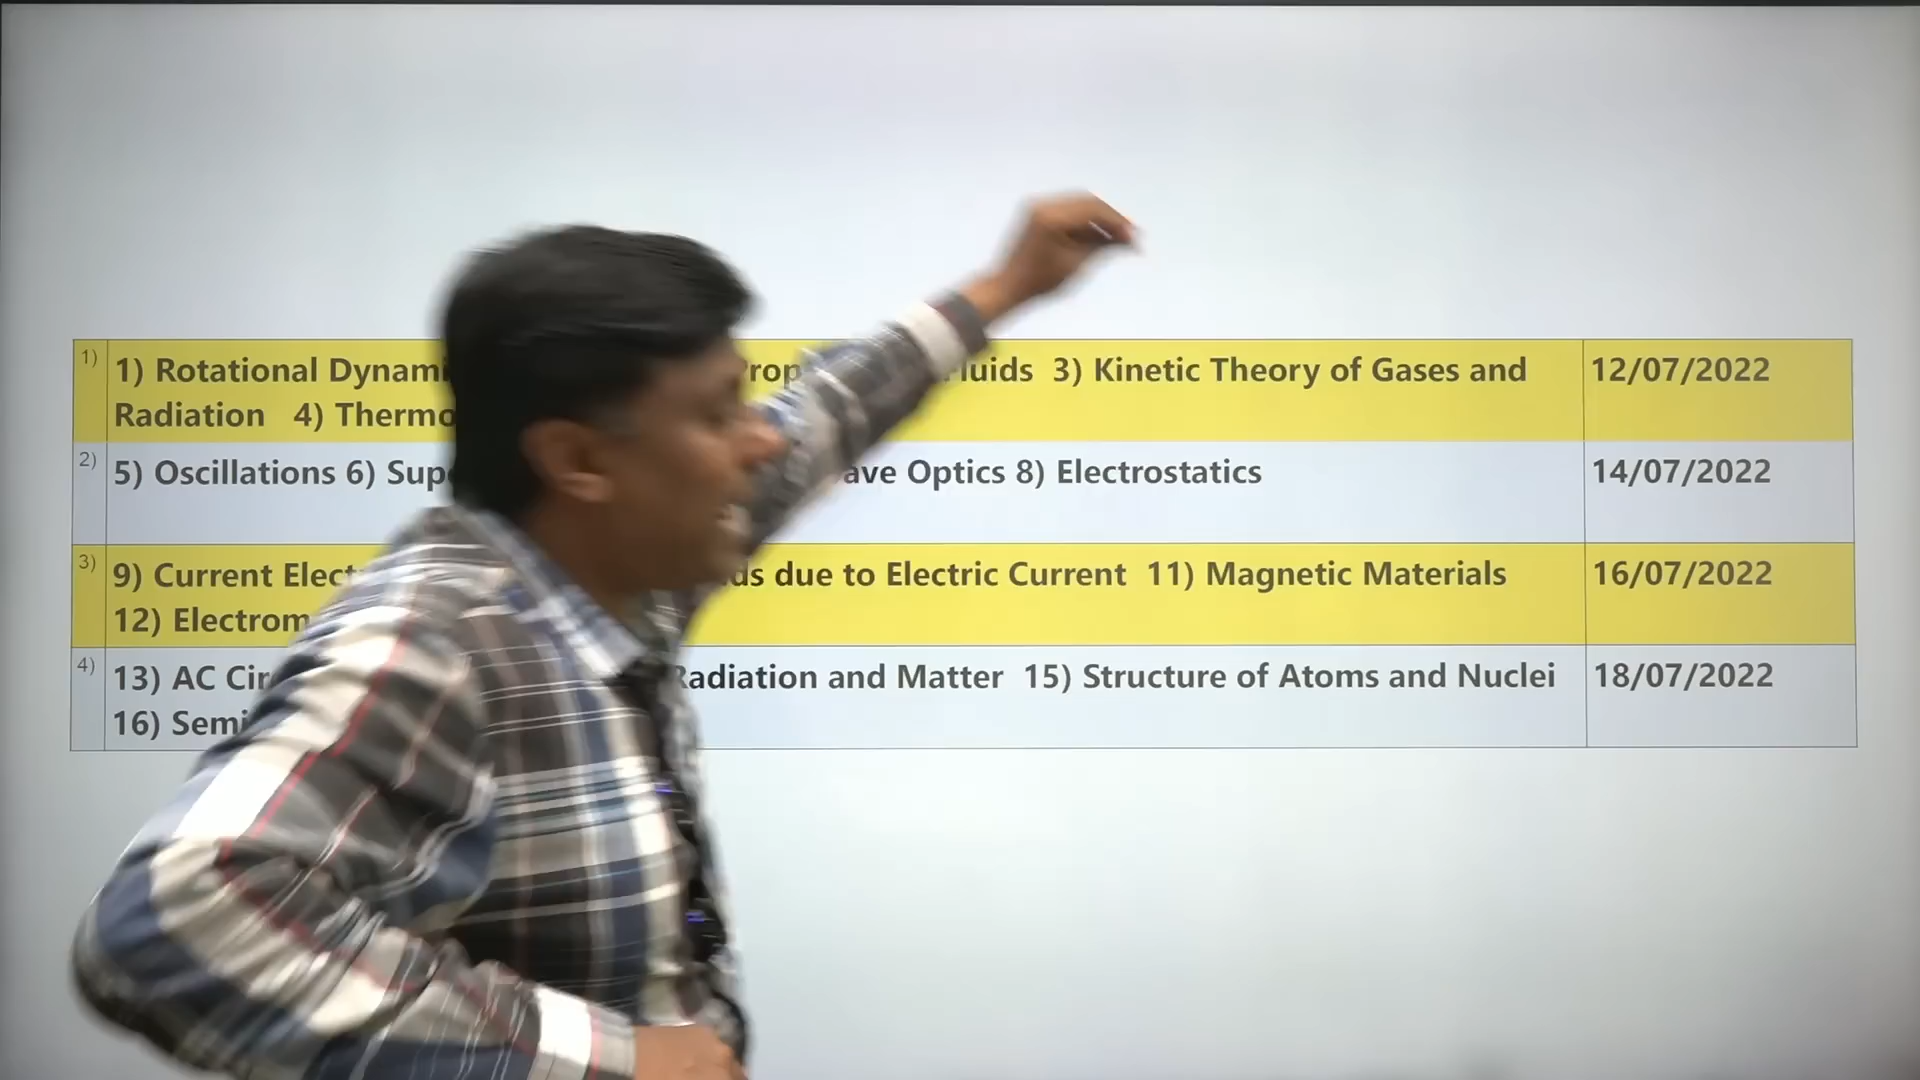 1) 1) Rotational Dynami Fluids 3) Kinetic Theory of Gases and 12/07/2022
Radiation 4) Thermo
2) 5) Oscillations 6) Sup ave Optics 8) Electrostatics 14/07/2022
3) 9) Current Elect ds due to Electric Current 11) Magnetic Materials 16/07/2022
12) Electrom
4) 13) AC Cir Radiation and Matter 15) Structure of Atoms and Nuclei 18/07/2022
16) Semi